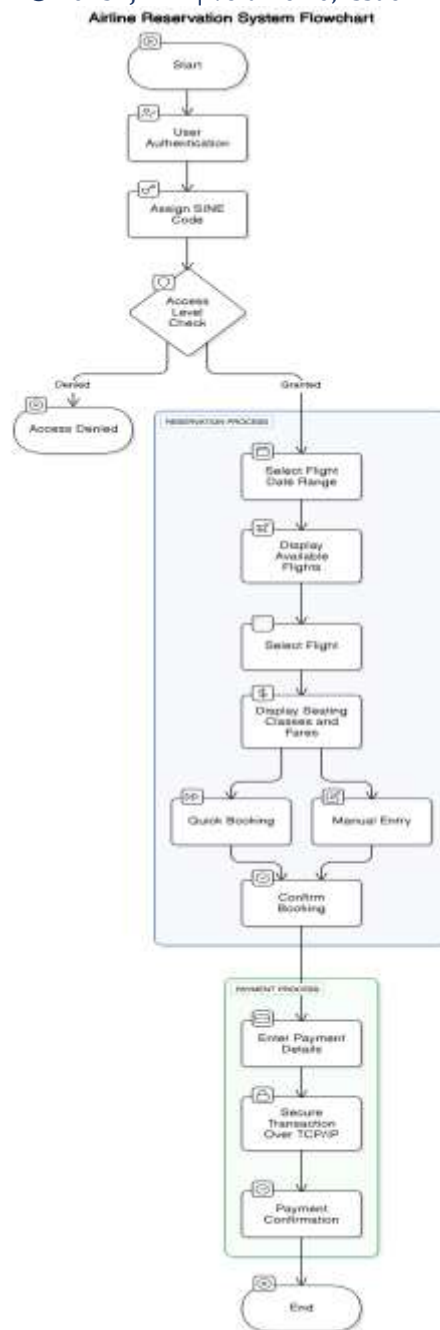 Airline Reservation System Flowchart
Start
User
Authentication
Assign SINE
Code
Access
Level
Check
Denied
Granted
Access Denied
RESERVATION PROCESS
Select Flight
Date Range
Display
Available
Flights
Select Flight
Display Seating
Classes and
Fares
Quick Booking
Manual Entry
Confirm
Booking
PAYMENT PROCESS
Enter Payment
Details
Secure
Transaction
Over TCP/IP
Payment
Confirmation
End